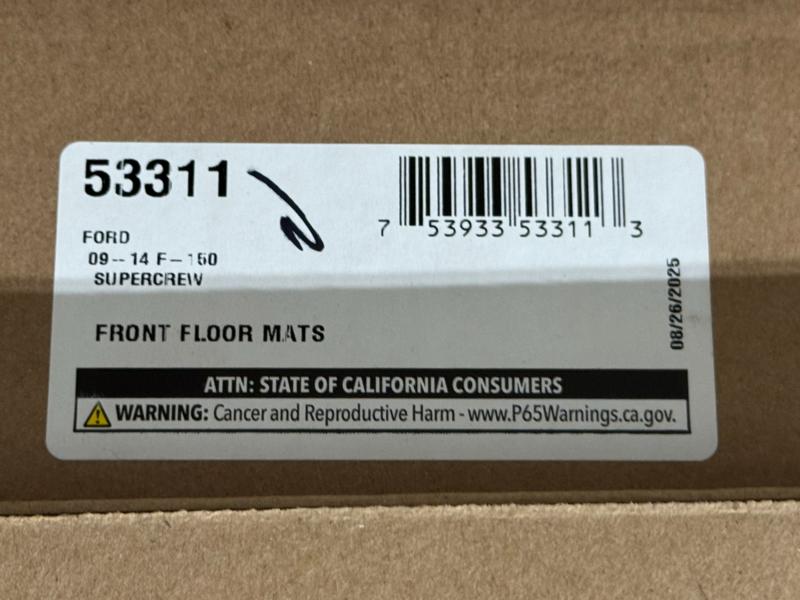 53311
7 53933 53311 3
FORD
09-14 F-150
SUPERCREW
FRONT FLOOR MATS
08/26/2025
ATTN: STATE OF CALIFORNIA CONSUMERS
WARNING: Cancer and Reproductive Harm - www.P65Warnings.ca.gov.